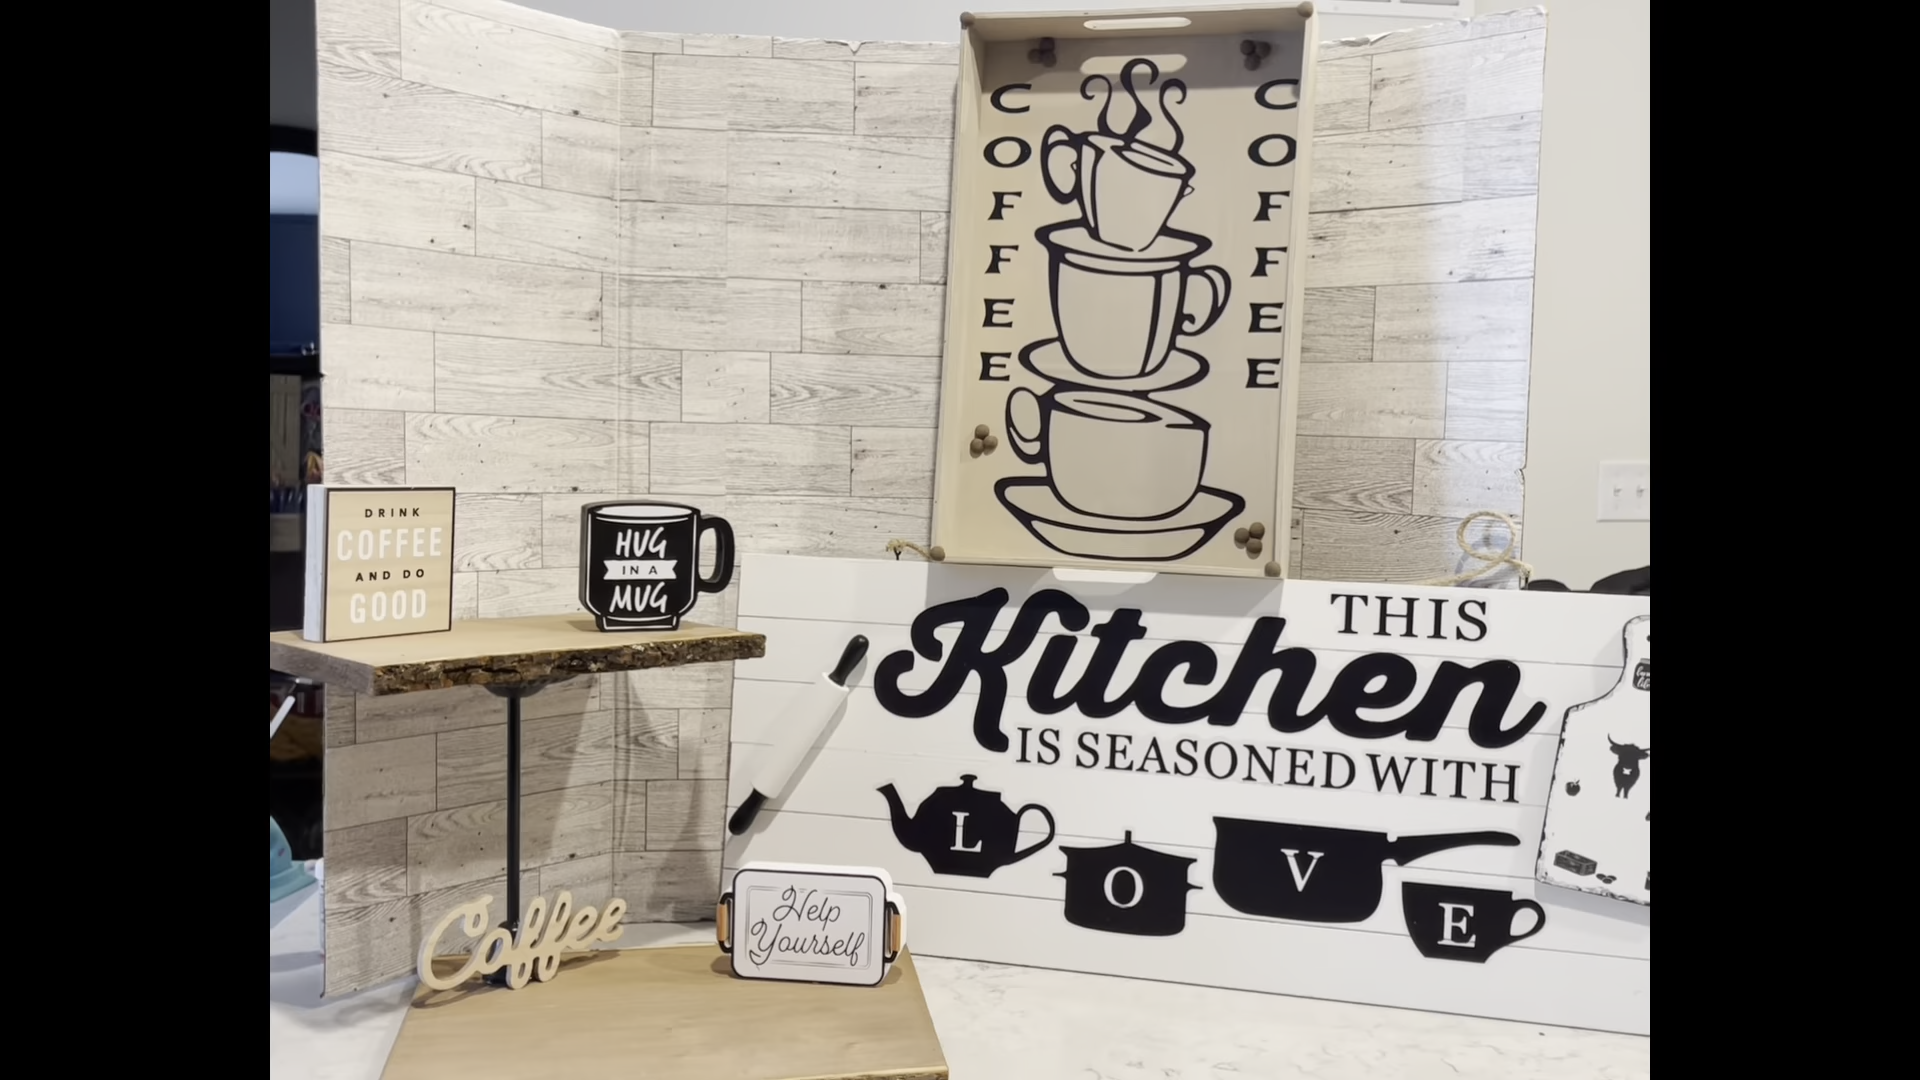 COFFEE
COFFEE
DRINK
COFFEE
AND DO
GOOD
HUG
IN A
MUG
THIS
Kitchen
IS SEASONED WITH
L O V E
Coffee
Help
Yourself